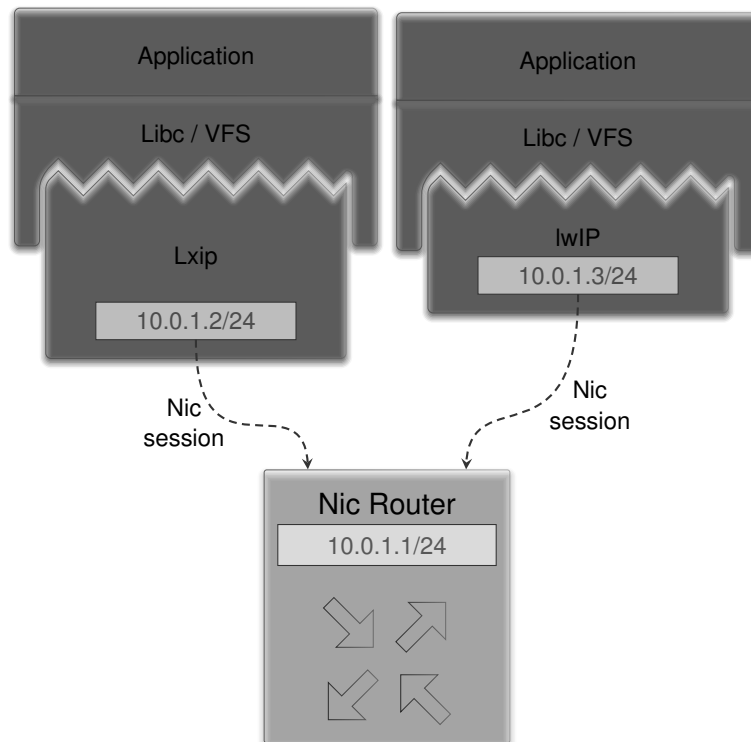 Application
Libc / VFS
Lxip
10.0.1.2/24
Application
Libc / VFS
lwIP
10.0.1.3/24
Nic
session
Nic
session
Nic Router
10.0.1.1/24